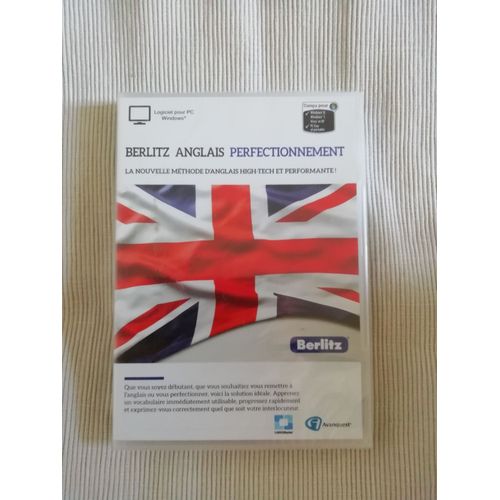 Logiciel pour PC
Windows®
Conçu pour
BERLITZ ANGLAIS PERFECTIONNEMENT
LA NOUVELLE MÉTHODE D'ANGLAIS HIGH-TECH ET PERFORMANTE !
Berlitz
Que vous soyez débutant, que vous souhaitiez vous remettre à
l'anglais ou vous perfectionner, voici la solution idéale. Apprenez
un vocabulaire immédiatement utilisable, progressez rapidement
et exprimez-vous correctement quel que soit votre interlocuteur
Avanquest